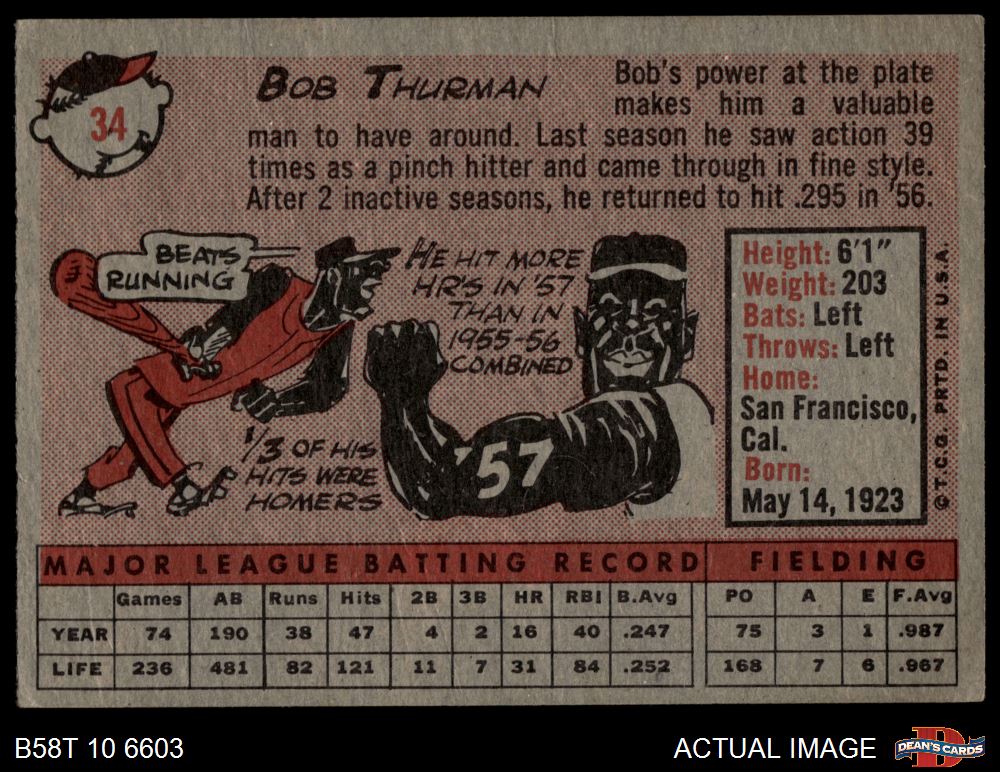 34
BOB THURMAN
Bob's power at the plate
makes him a valuable
man to have around. Last season he saw action 39
times as a pinch hitter and came through in fine style.
After 2 inactive seasons, he returned to hit .295 in '56.
BEATS
RUNNING
1/3 OF HIS
HITS WERE
HOMERS
HE HIT MORE
HR'S IN '57
THAN IN
1955-56
COMBINED
'57
Height: 6'1"
Weight: 203
Bats: Left
Throws: Left
Home:
San Francisco,
Cal.
Born:
May 14, 1923
© T.C.G. PRTD. IN U.S.A.
MAJOR LEAGUE BATTING RECORD FIELDING
Games AB Runs Hits 2B 3B HR RBI B.Avg PO A E F.Avg
YEAR 74 190 38 47 4 2 16 40 .247 75 3 1 .987
LIFE 236 481 82 121 11 7 31 84 .252 168 7 6 .967
B58T 10 6603
ACTUAL IMAGE
D
DEAN'S CARDS